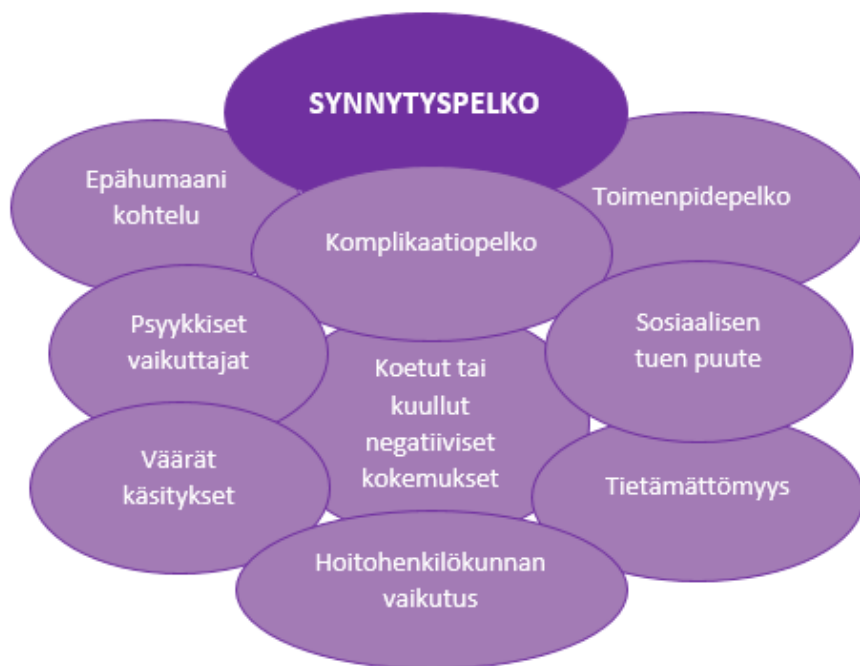 SYNNYTYSPELKO
Epähumaani
kohtelu
Komplikaatiopelko
Toimenpidepelko
Psyykkiset
vaikuttajat
Koetut tai
kuullut
negatiiviset
kokemukset
Sosiaalisen
tuen puute
Väärät
käsitykset
Tietämättömyys
Hoitohenkilökunnan
vaikutus